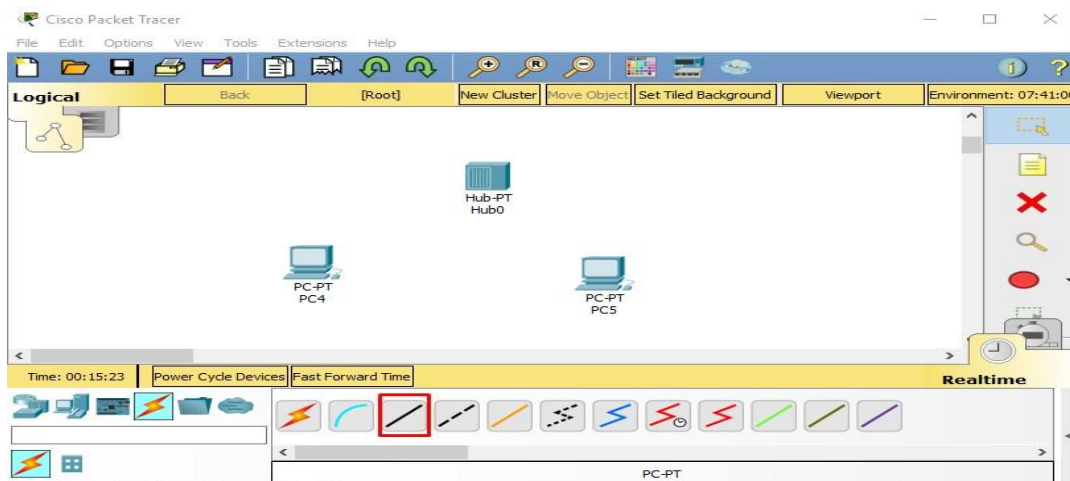 Cisco Packet Tracer
File Edit Options View Tools Extensions Help
Logical Back [Root] New Cluster Move Object Set Tiled Background Viewport Environment: 07:41:0
Hub-PT
Hub0
PC-PT
PC4
PC-PT
PC5
Time: 00:15:23 Power Cycle Devices Fast Forward Time Realtime
PC-PT